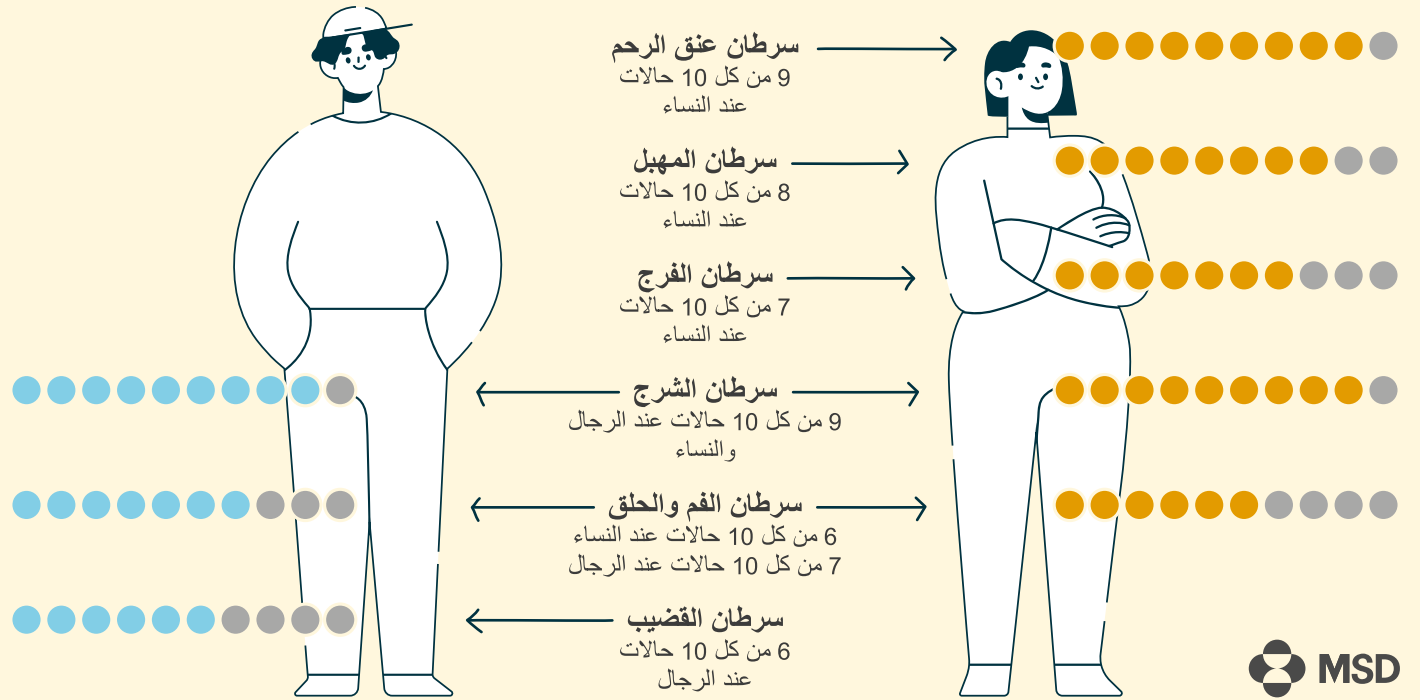 سرطان عنق الرحم
9 من كل 10 حالات
عند النساء
سرطان المهبل
8 من كل 10 حالات
عند النساء
سرطان الفرج
7 من كل 10 حالات
عند النساء
سرطان الشرج
9 من كل 10 حالات عند الرجال
والنساء
سرطان الفم والحلق
6 من كل 10 حالات عند النساء
7 من كل 10 حالات عند الرجال
سرطان القضيب
6 من كل 10 حالات
عند الرجال
MSD